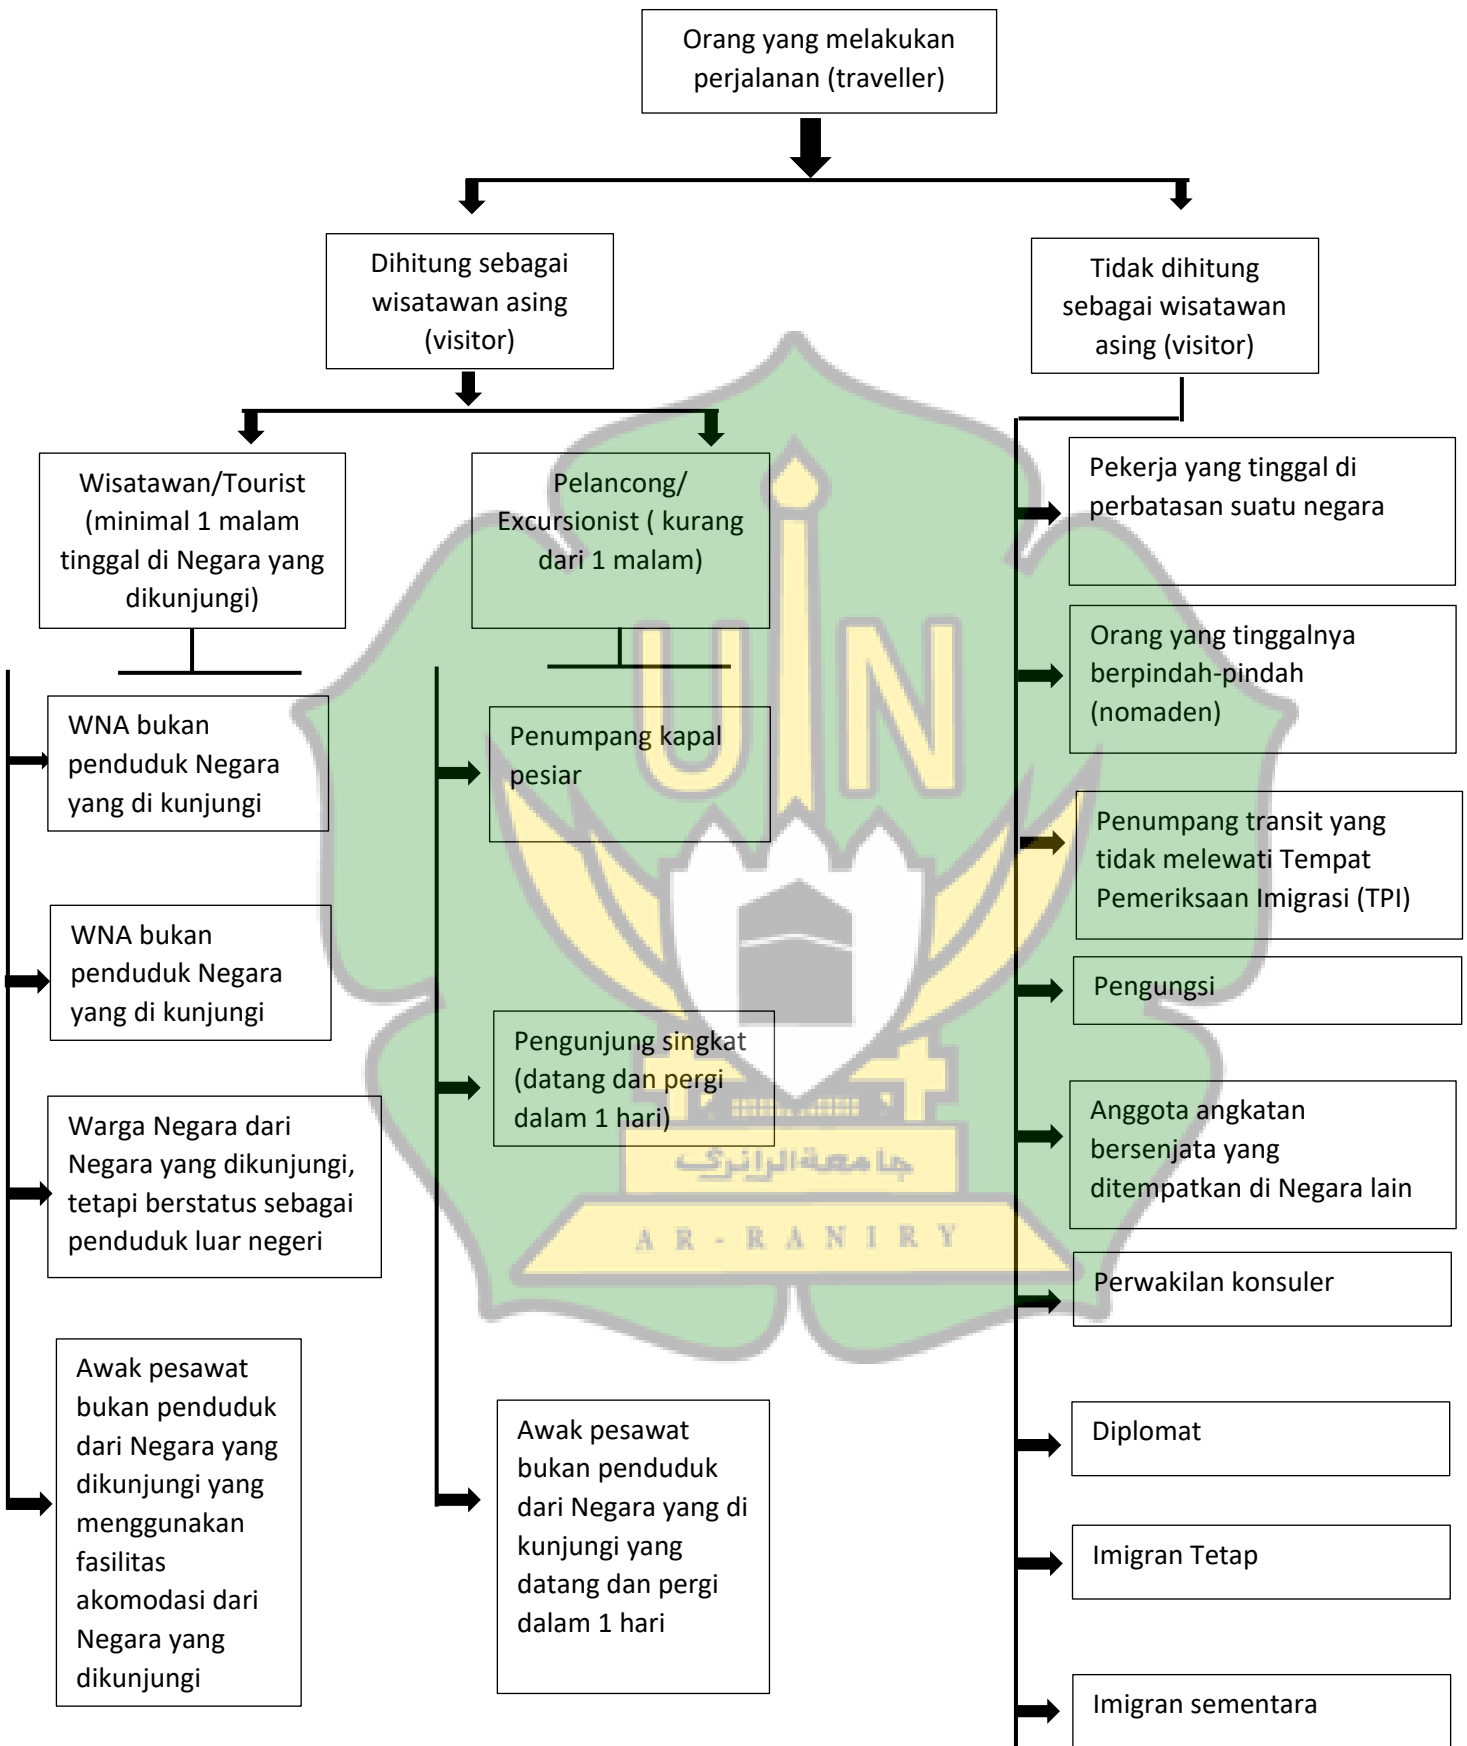 Orang yang melakukan
perjalanan (traveller)
Dihitung sebagai
wisatawan asing
(visitor)
Tidak dihitung
sebagai wisatawan
asing (visitor)
Wisatawan/Tourist
(minimal 1 malam
tinggal di Negara yang
dikunjungi)
WNA bukan
penduduk Negara
yang di kunjungi
WNA bukan
penduduk Negara
yang di kunjungi
Warga Negara dari
Negara yang dikunjungi,
tetapi berstatus sebagai
penduduk luar negeri
Awak pesawat
bukan penduduk
dari Negara yang
dikunjungi yang
menggunakan
fasilitas
akomodasi dari
Negara yang
dikunjungi
Pelancong/
Excursionist ( kurang
dari 1 malam)
Penumpang kapal
pesiar
Pengunjung singkat
(datang dan pergi
dalam 1 hari)
Awak pesawat
bukan penduduk
dari Negara yang di
kunjungi yang
datang dan pergi
dalam 1 hari
Pekerja yang tinggal di
perbatasan suatu negara
Orang yang tinggalnya
berpindah-pindah
(nomaden)
Penumpang transit yang
tidak melewati Tempat
Pemeriksaan Imigrasi (TPI)
Pengungsi
Anggota angkatan
bersenjata yang
ditempatkan di Negara lain
Perwakilan konsuler
Diplomat
Imigran Tetap
Imigran sementara
UIN
جامعة الرانري
AR-RANIRY